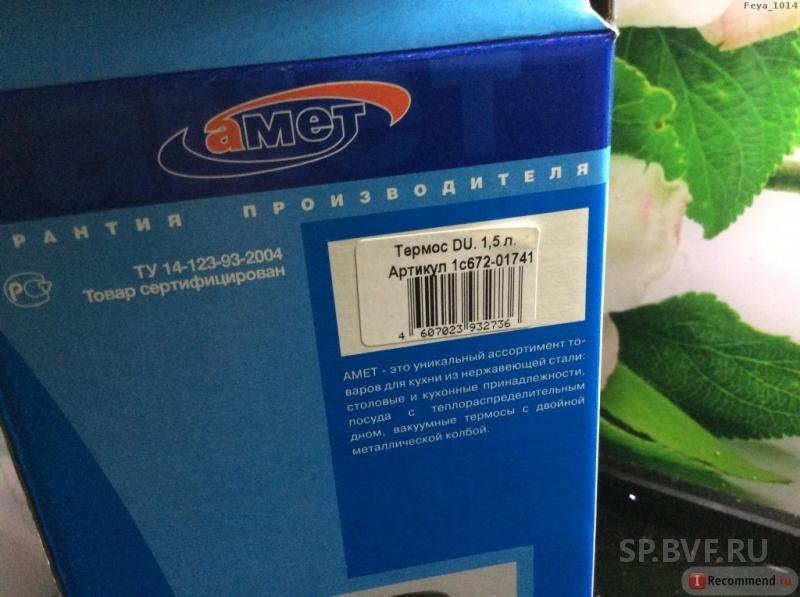 Feya_1014
амет
РАНТИЯ ПРОИЗВОДИТЕЛЯ
ТУ 14-123-93-2004
Товар сертифицирован
Термос DU. 1,5 л.
Артикул 1с672-01741
4 607023 932736
АМЕТ - это уникальный ассортимент то-
варов для кухни из нержавеющей стали:
столовые и кухонные принадлежности,
посуда с теплораспределительным
дном, вакуумные термосы с двойной
металлической колбой.
SP.BVF.RU
I Recommend.ru